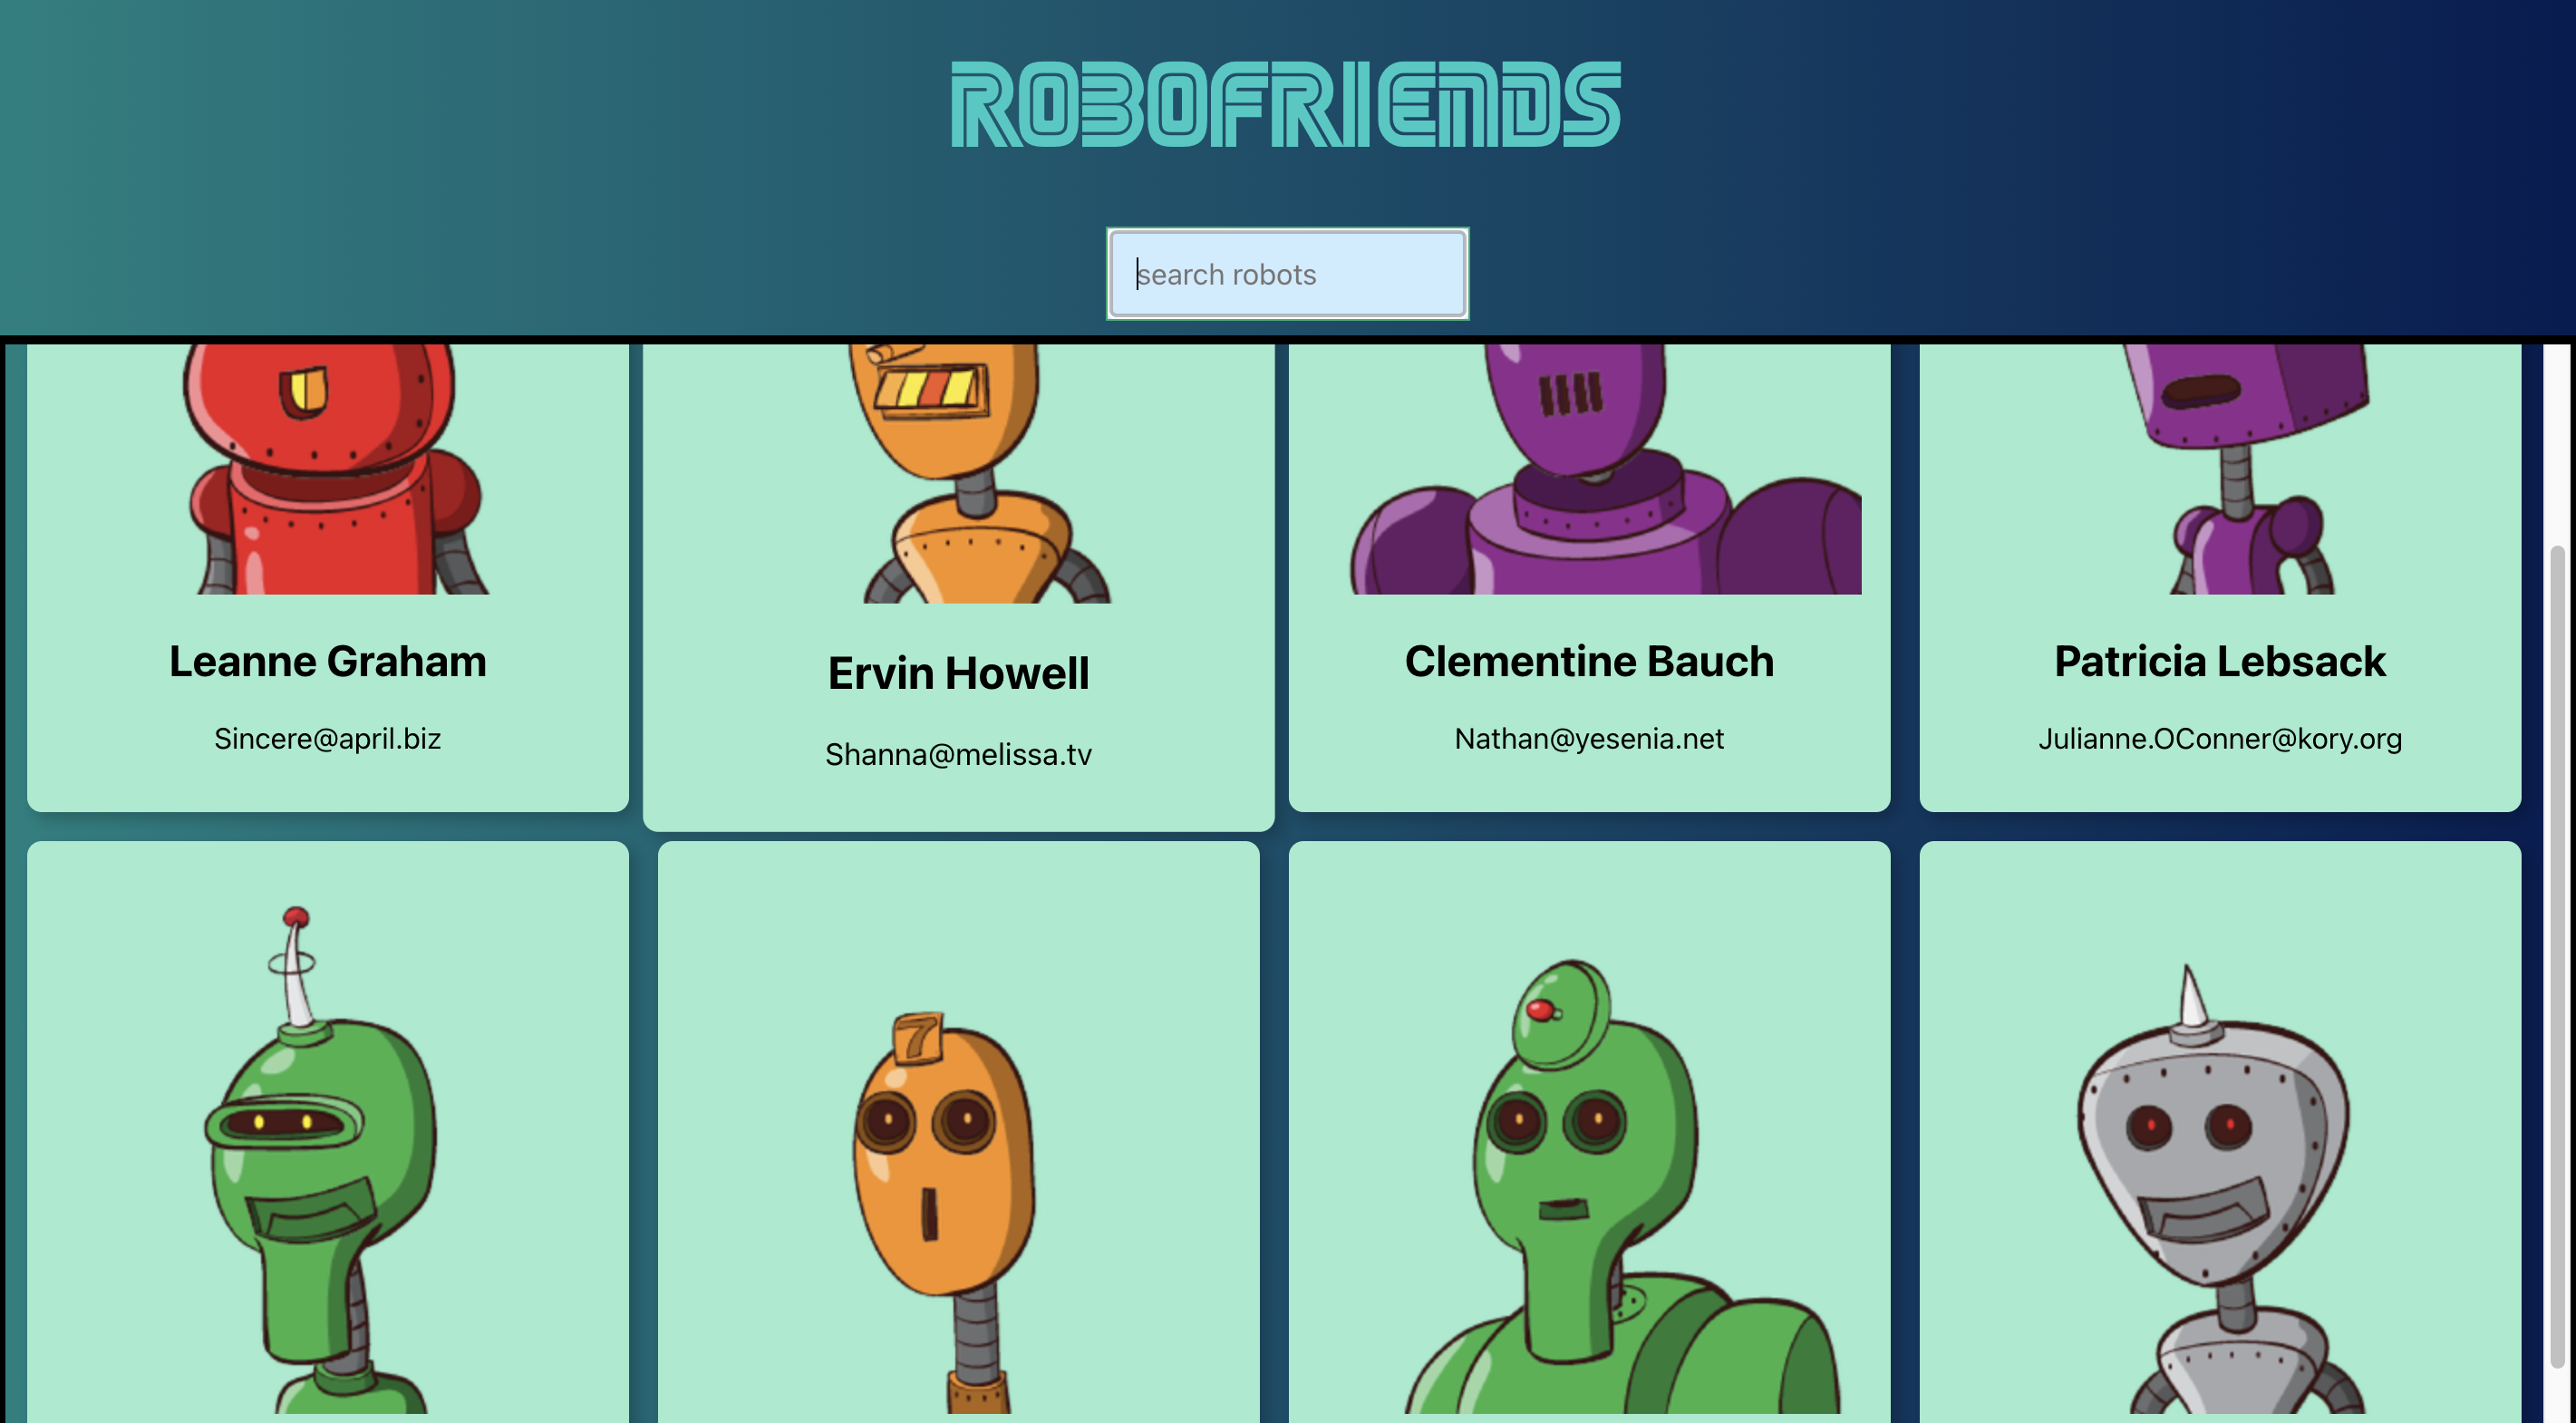 ROBOFRIENDS
search robots
Leanne Graham
Sincere@april.biz
Ervin Howell
Shanna@melissa.tv
Clementine Bauch
Nathan@yesenia.net
Patricia Lebsack
Julianne.OConner@kory.org
7